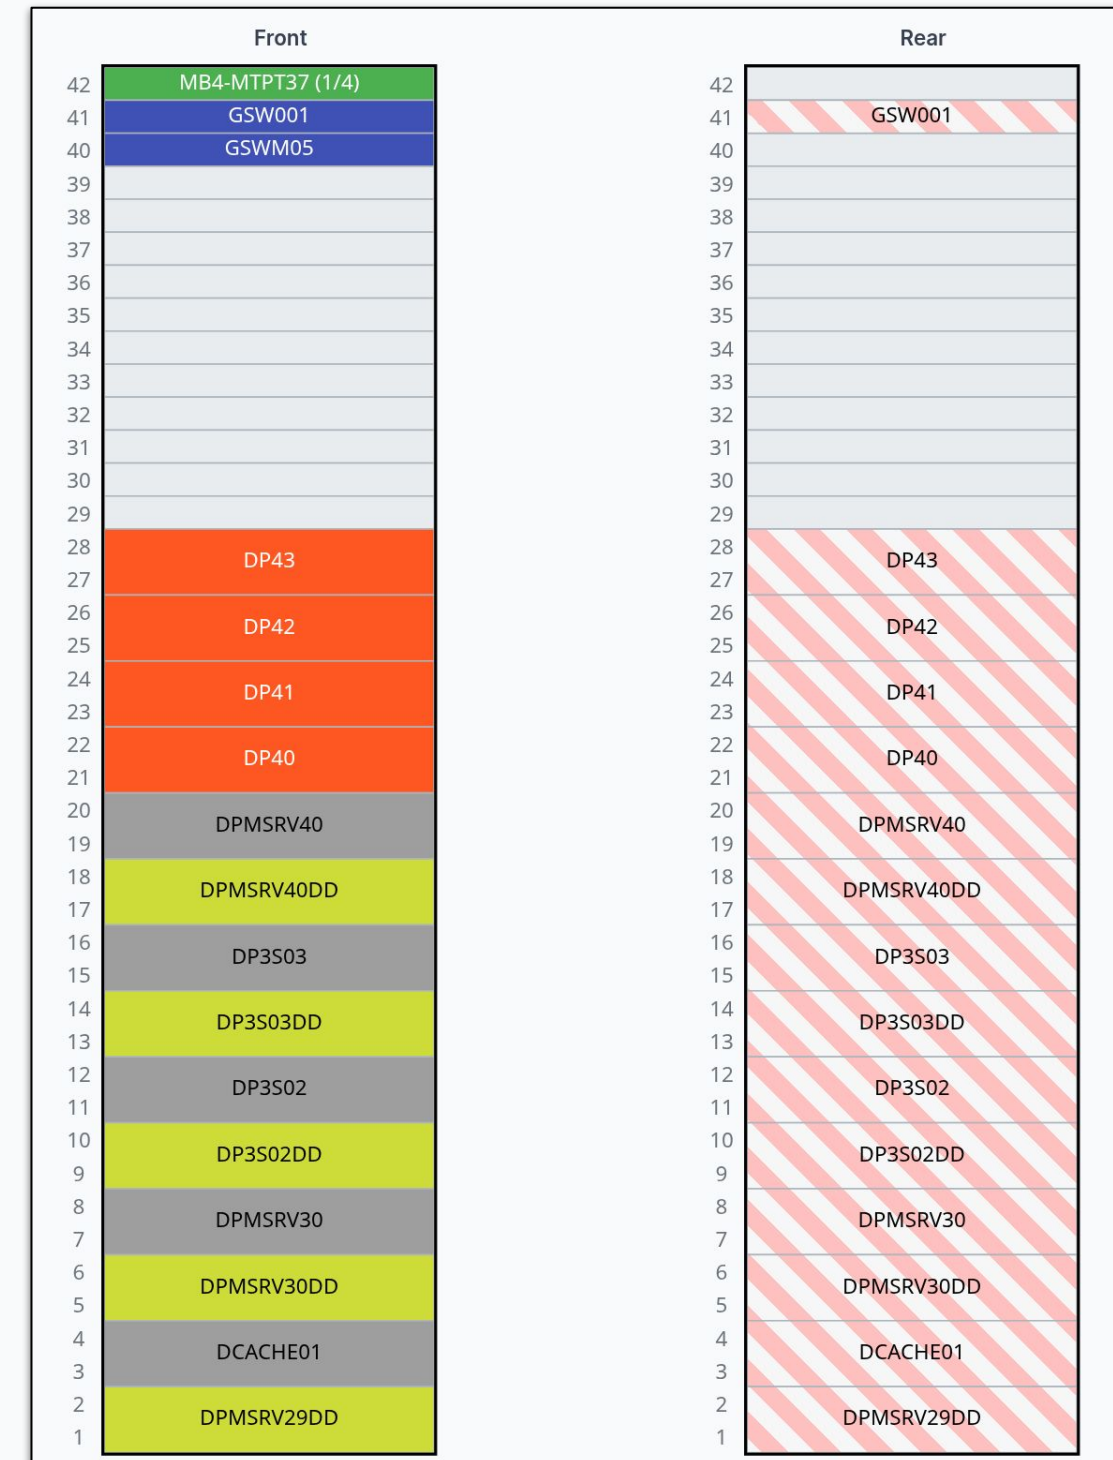 Front
42
MB4-MTPT37 (1/4)
41
GSW001
40
GSWM05
39
38
37
36
35
34
33
32
31
30
29
28
DP43
27
26
DP42
25
24
DP41
23
22
DP40
21
20
DPMSRV40
19
18
DPMSRV40DD
17
16
DP3S03
15
14
DP3S03DD
13
12
DP3S02
11
10
DP3S02DD
9
8
DPMSRV30
7
6
DPMSRV30DD
5
4
DCACHE01
3
2
DPMSRV29DD
1
Rear
42
41
GSW001
40
39
38
37
36
35
34
33
32
31
30
29
28
DP43
27
26
DP42
25
24
DP41
23
22
DP40
21
20
DPMSRV40
19
18
DPMSRV40DD
17
16
DP3S03
15
14
DP3S03DD
13
12
DP3S02
11
10
DP3S02DD
9
8
DPMSRV30
7
6
DPMSRV30DD
5
4
DCACHE01
3
2
DPMSRV29DD
1